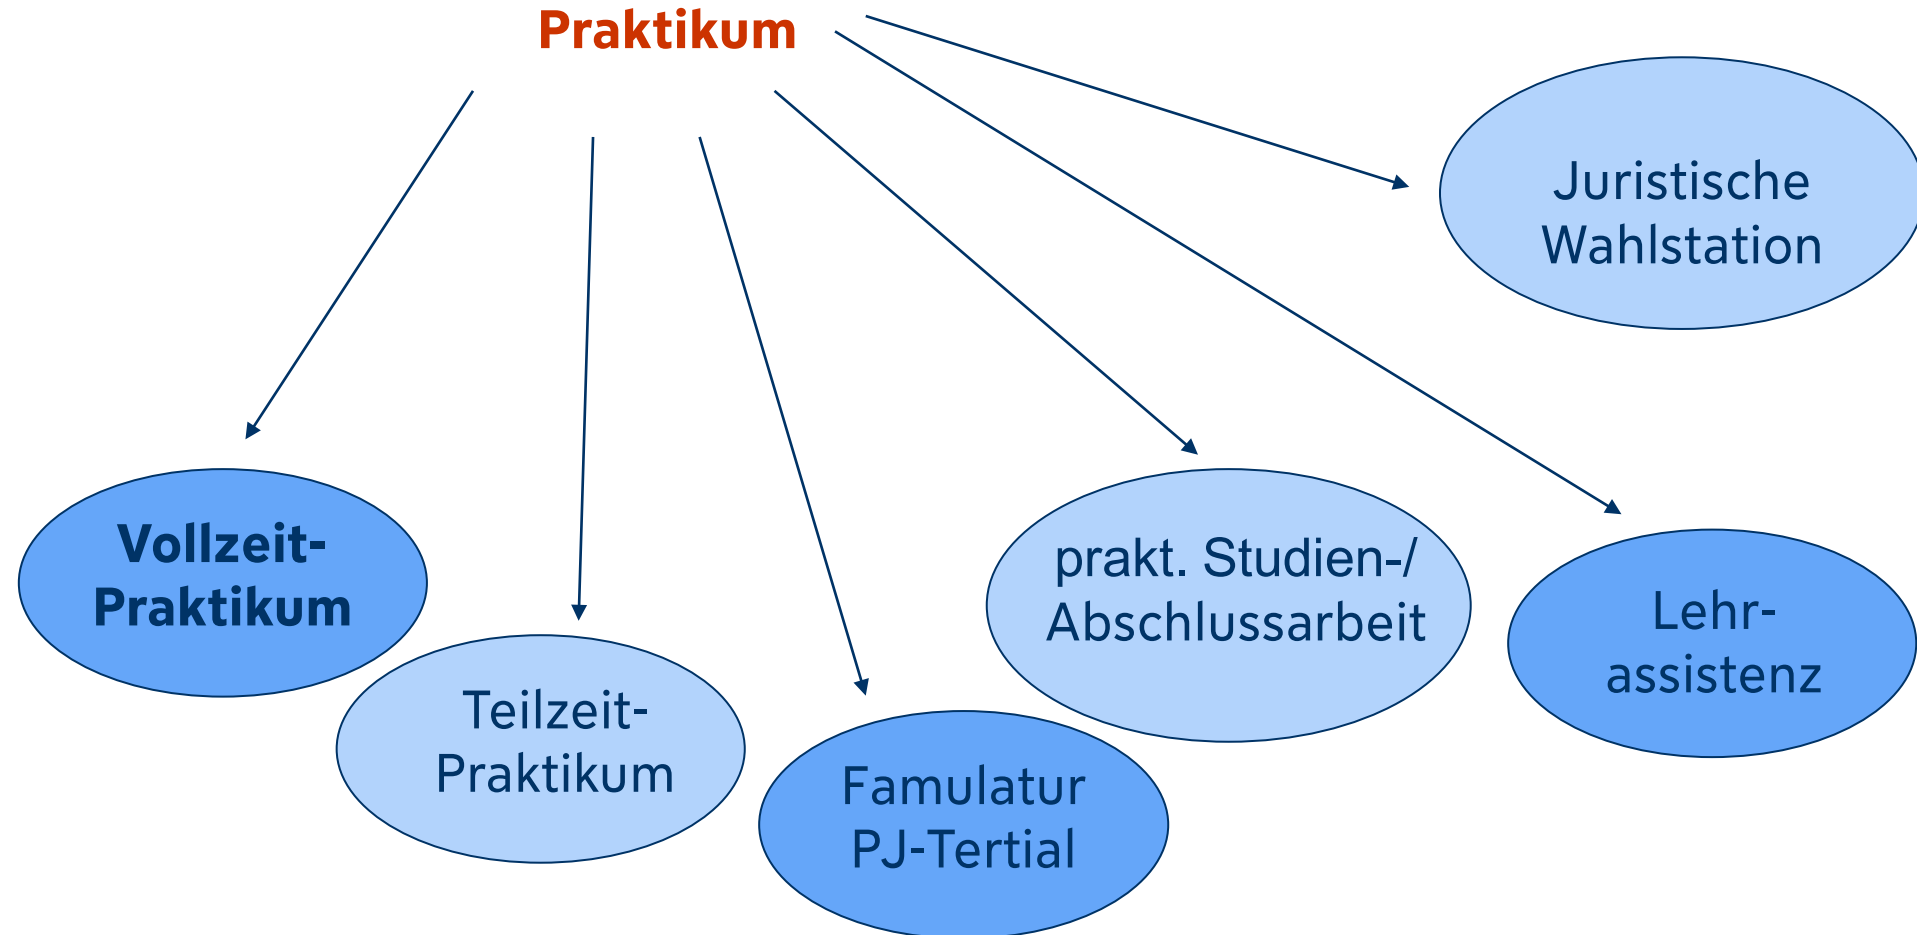 Praktikum
Juristische
Wahlstation
Vollzeit-
Praktikum
prakt. Studien-/
Abschlussarbeit
Lehr-
assistenz
Teilzeit-
Praktikum
Famulatur
PJ-Tertial